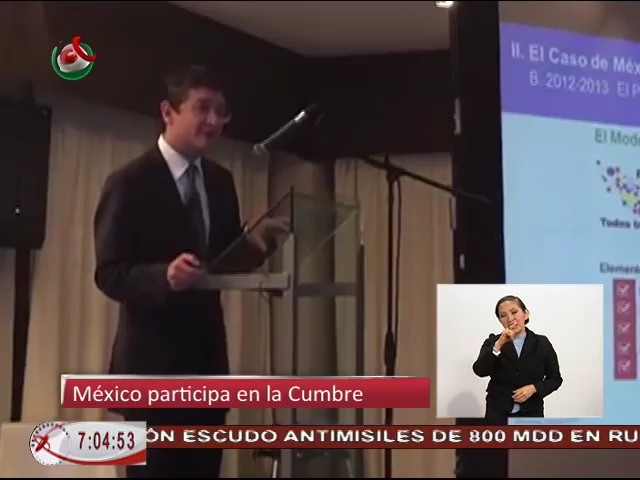 II. El Caso de Méx
B. 2012-2013 El P
El Mod
Todos t
Element
México participa en la Cumbre
7:04:53
ÓN ESCUDO ANTIMISILES DE 800 MDD EN RU